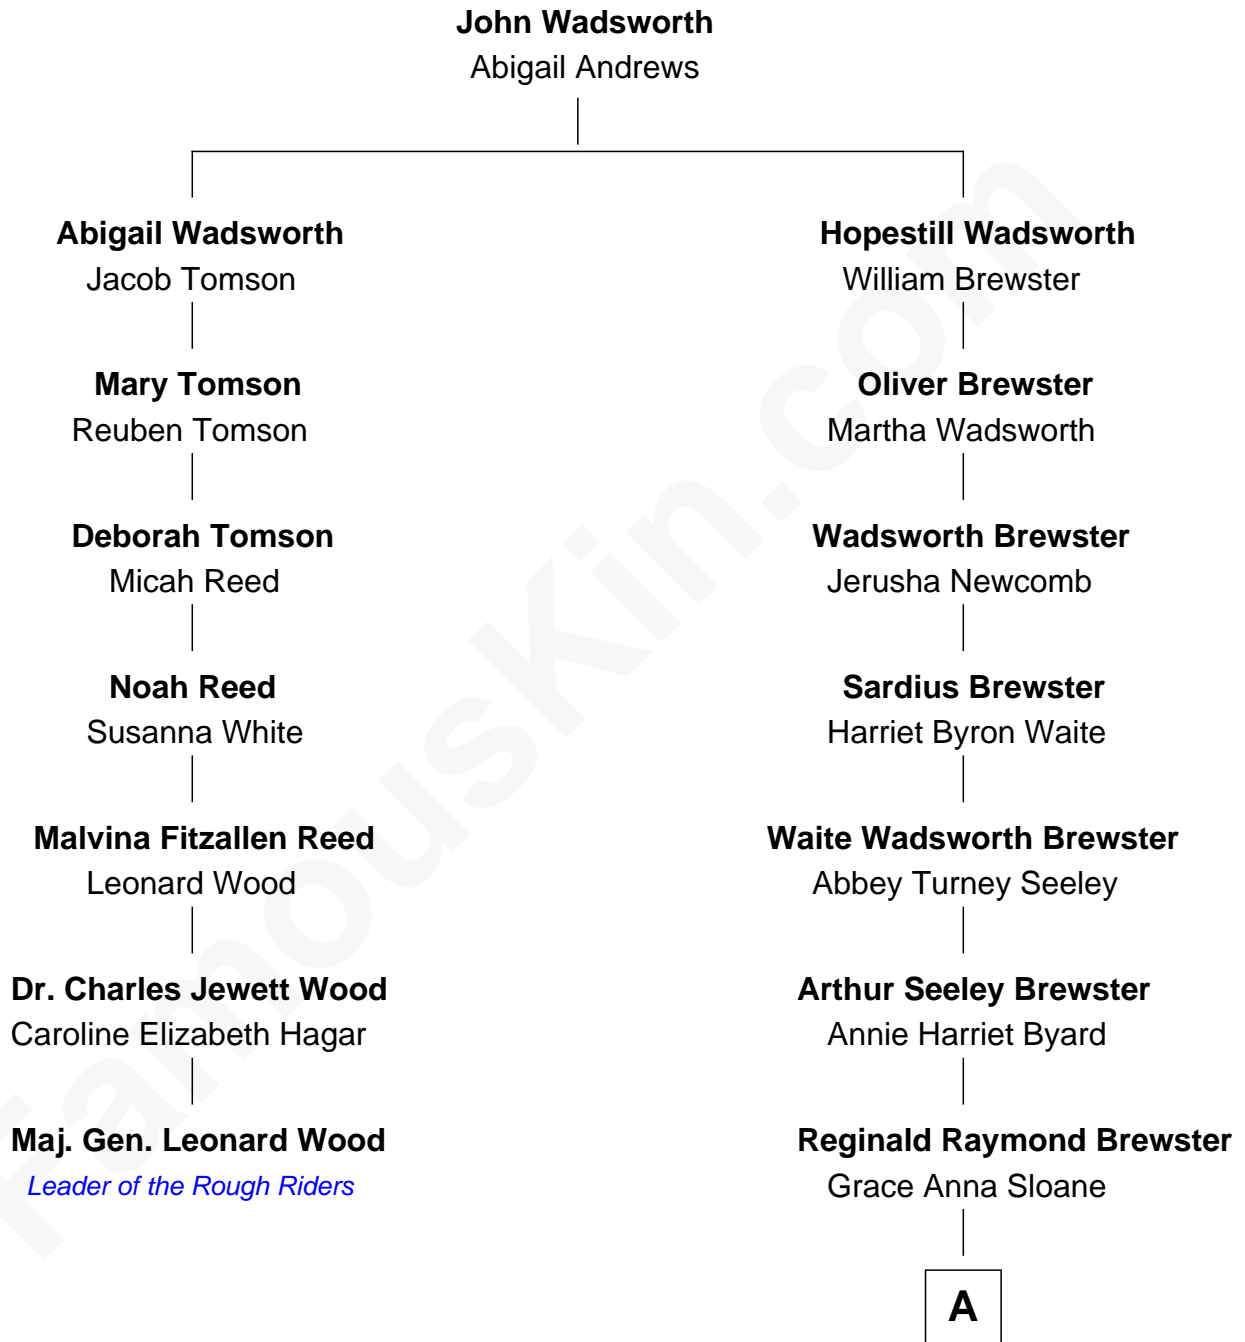 John Wadsworth
Abigail Andrews
Abigail Wadsworth
Jacob Tomson
Hopestill Wadsworth
William Brewster
Mary Tomson
Reuben Tomson
Oliver Brewster
Martha Wadsworth
Deborah Tomson
Micah Reed
Wadsworth Brewster
Jerusha Newcomb
Noah Reed
Susanna White
Sardius Brewster
Harriet Byron Waite
Malvina Fitzallen Reed
Leonard Wood
Waite Wadsworth Brewster
Abbey Turney Seeley
Dr. Charles Jewett Wood
Caroline Elizabeth Hagar
Arthur Seeley Brewster
Annie Harriet Byard
Maj. Gen. Leonard Wood
Leader of the Rough Riders
Reginald Raymond Brewster
Grace Anna Sloane
A
FamousKin.com